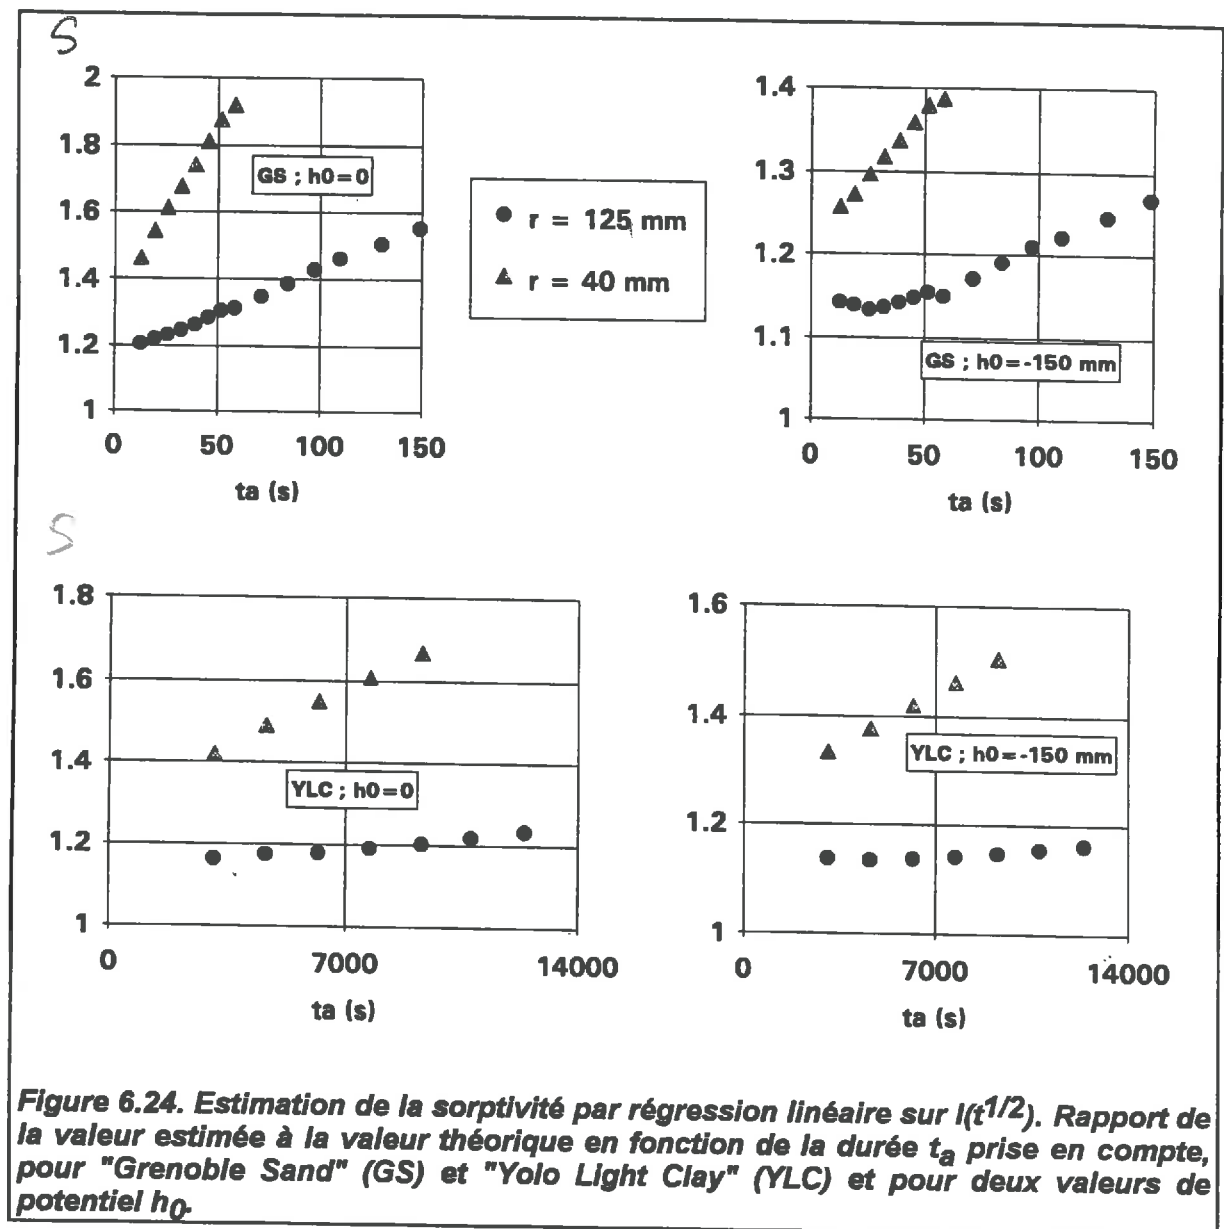 S
2
1.8
1.6
1.4
1.2
1
0 50 100 150
ta (s)
GS ; h0=0
r = 125 mm
r = 40 mm
1.4
1.3
1.2
1.1
1
0 50 100 150
ta (s)
GS ; h0=-150 mm
S
1.8
1.6
1.4
1.2
1
0 7000 14000
ta (s)
YLC ; h0=0
1.6
1.4
1.2
1
0 7000 14000
ta (s)
YLC ; h0=-150 mm
Figure 6.24. Estimation de la sorptivité par régression linéaire sur I(t1/2). Rapport de
la valeur estimée à la valeur théorique en fonction de la durée ta prise en compte,
pour "Grenoble Sand" (GS) et "Yolo Light Clay" (YLC) et pour deux valeurs de
potentiel h0.